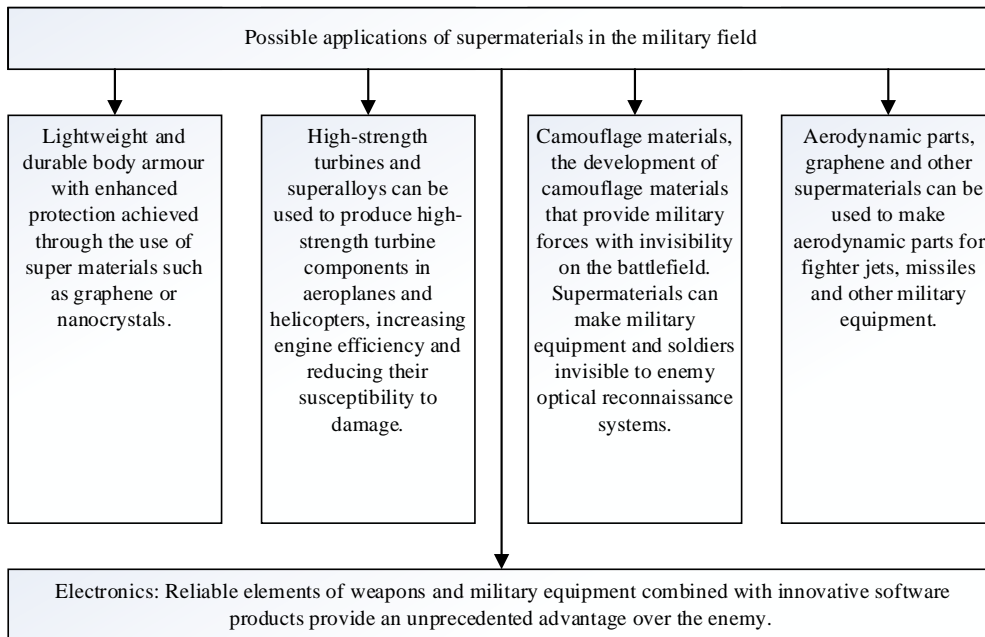 Possible applications of supermaterials in the military field
Lightweight and
durable body armour
with enhanced
protection achieved
through the use of
super materials such
as graphene or
nanocrystals.
High-strength
turbines and
superalloys can be
used to produce high-
strength turbine
components in
aeroplanes and
helicopters, increasing
engine efficiency and
reducing their
susceptibility to
damage.
Camouflage materials,
the development of
camouflage materials
that provide military
forces with invisibility
on the battlefield.
Supermaterials can
make military
equipment and soldiers
invisible to enemy
optical reconnaissance
systems.
Aerodynamic parts,
graphene and other
supermaterials can be
used to make
aerodynamic parts for
fighter jets, missiles
and other military
equipment.
Electronics: Reliable elements of weapons and military equipment combined with innovative software
products provide an unprecedented advantage over the enemy.